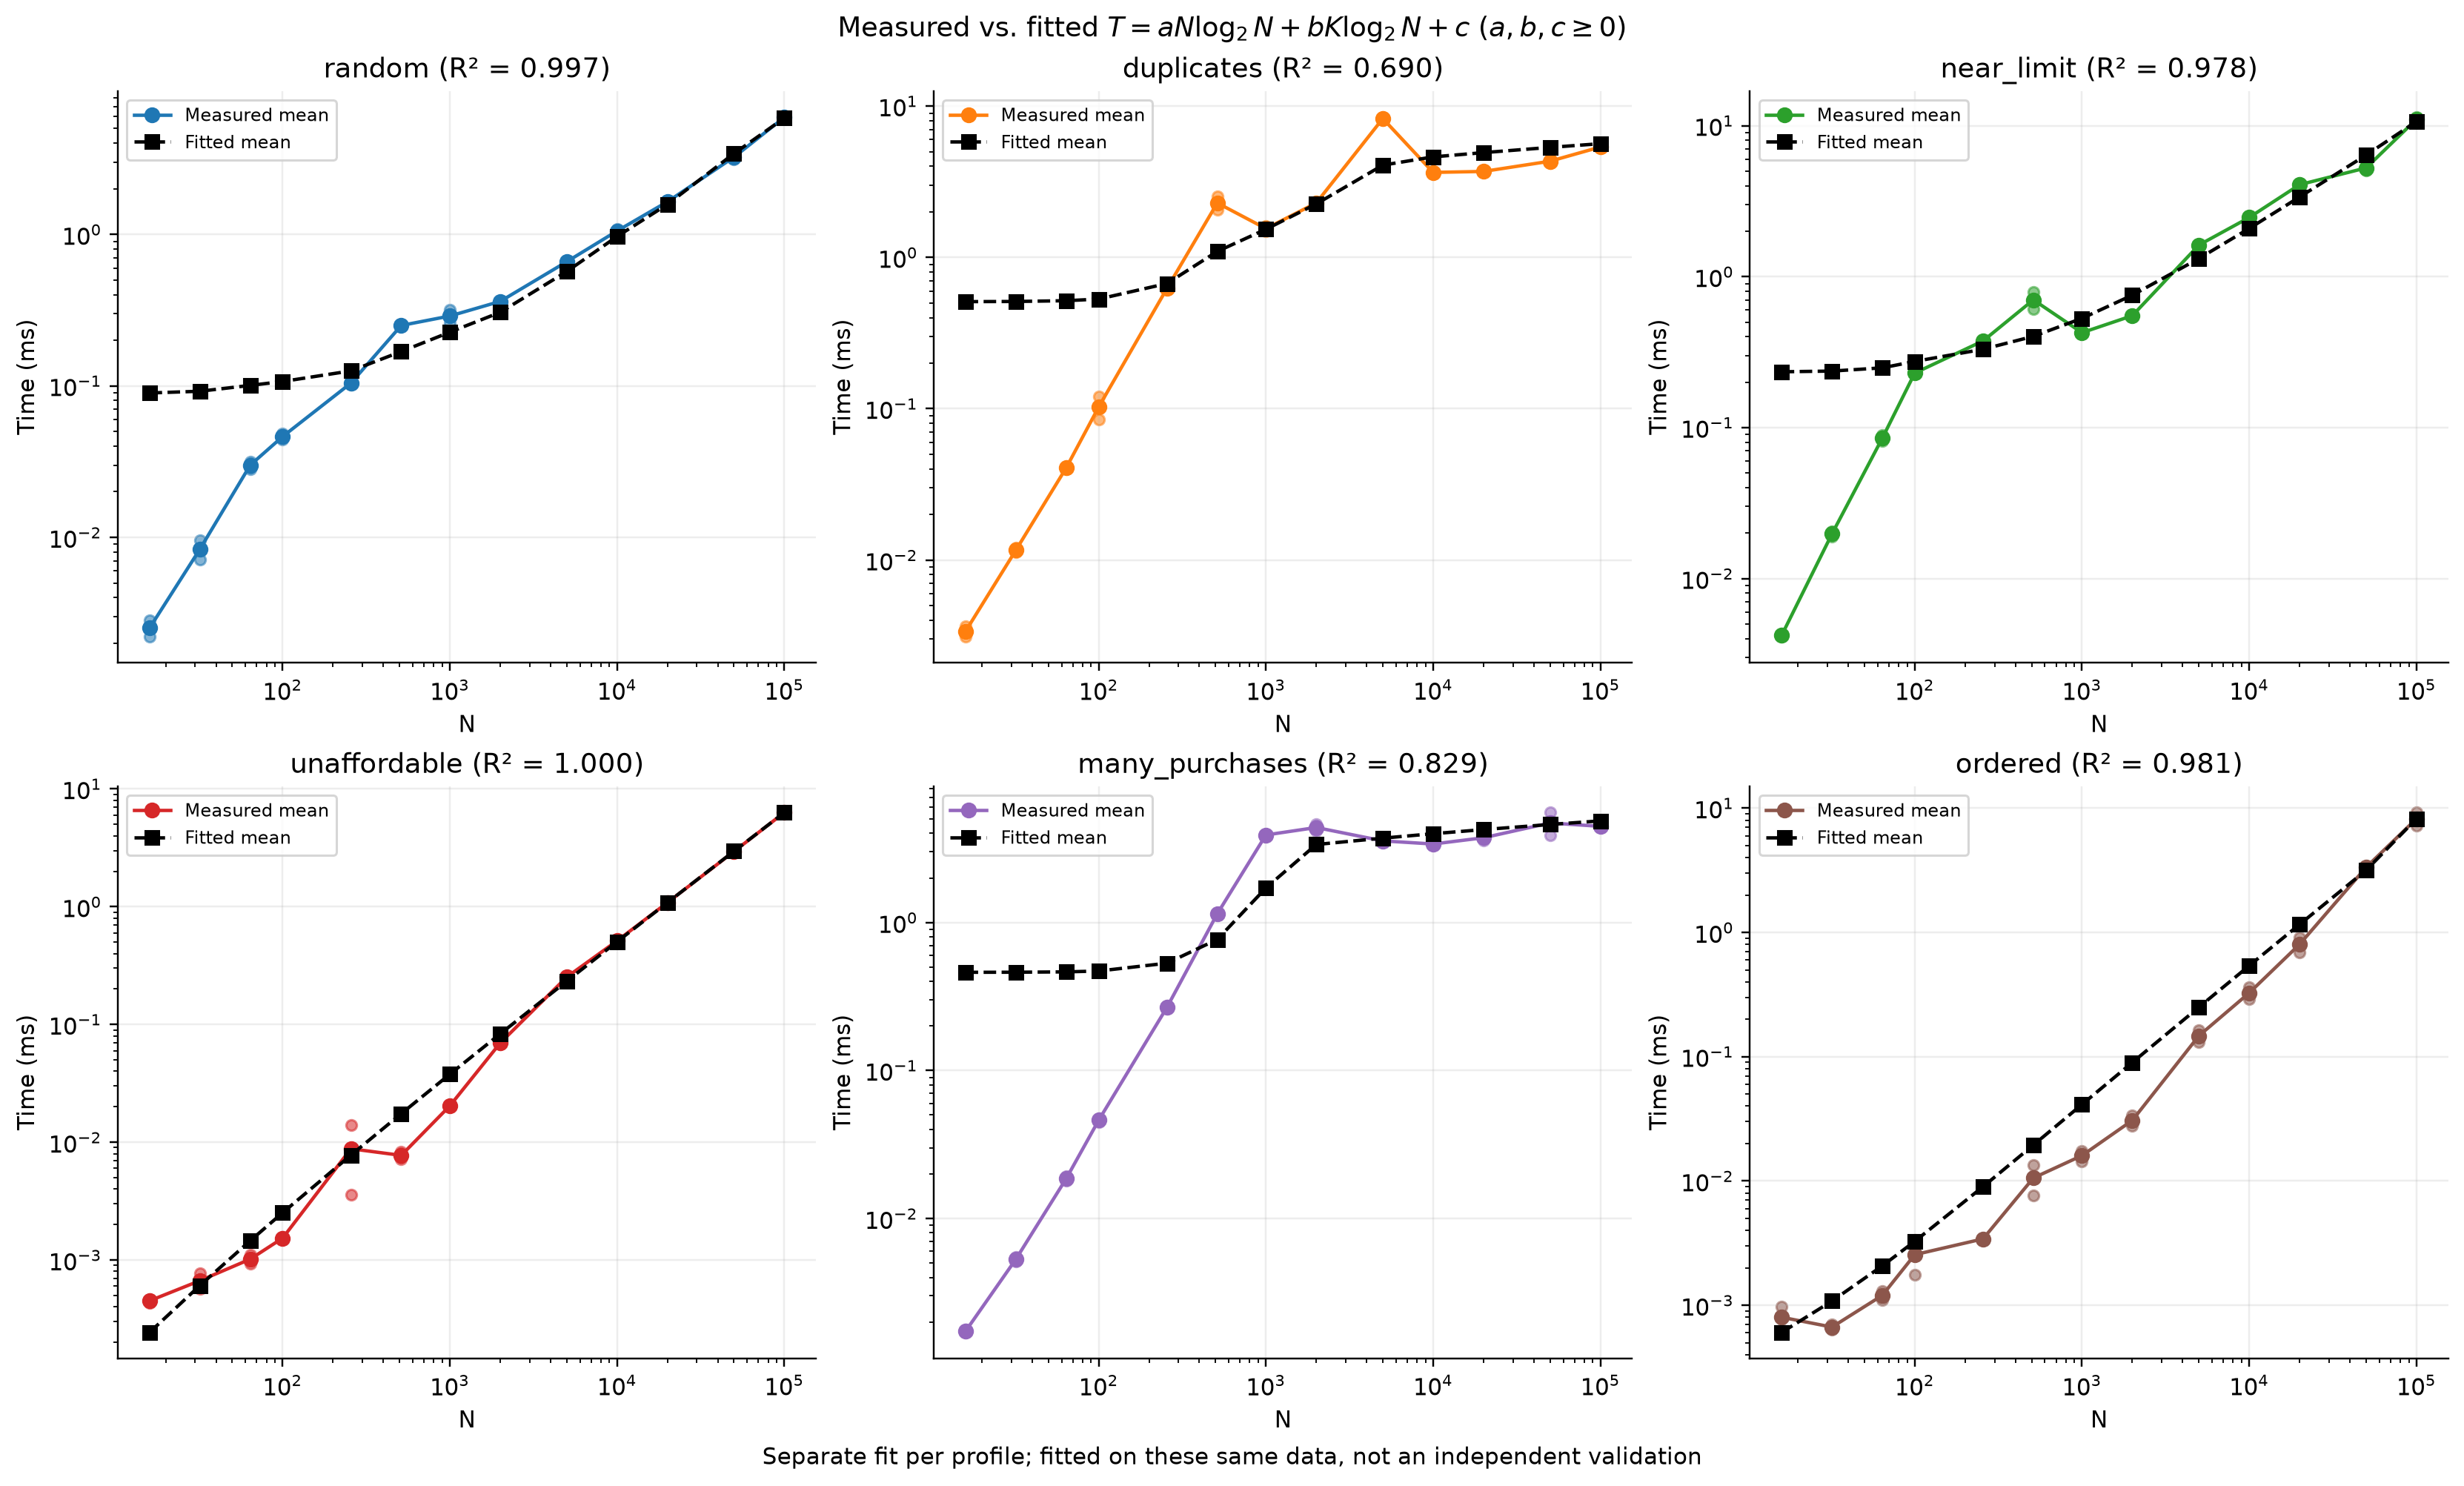 Measured vs. fitted T = aN log₂ N + bK log₂ N + c (a, b, c ≥ 0)
random (R² = 0.997)
Measured mean
Fitted mean
10⁰
10⁻¹
10⁻²
Time (ms)
10² 10³ 10⁴ 10⁵
N
duplicates (R² = 0.690)
Measured mean
Fitted mean
10¹
10⁰
10⁻¹
10⁻²
Time (ms)
10² 10³ 10⁴ 10⁵
N
near_limit (R² = 0.978)
Measured mean
Fitted mean
10¹
10⁰
10⁻¹
10⁻²
Time (ms)
10² 10³ 10⁴ 10⁵
N
unaffordable (R² = 1.000)
Measured mean
Fitted mean
10¹
10⁰
10⁻¹
10⁻²
10⁻³
Time (ms)
10² 10³ 10⁴ 10⁵
N
many_purchases (R² = 0.829)
Measured mean
Fitted mean
10⁰
10⁻¹
10⁻²
Time (ms)
10² 10³ 10⁴ 10⁵
N
ordered (R² = 0.981)
Measured mean
Fitted mean
10¹
10⁰
10⁻¹
10⁻²
10⁻³
Time (ms)
10² 10³ 10⁴ 10⁵
N
Separate fit per profile; fitted on these same data, not an independent validation